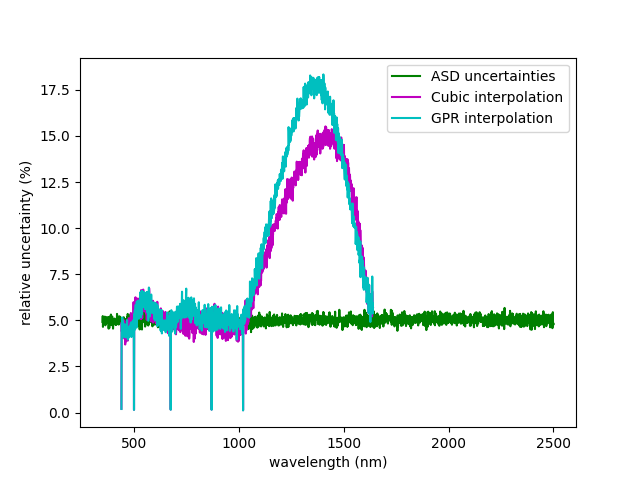 ASD uncertainties
Cubic interpolation
GPR interpolation
relative uncertainty (%)
17.5
15.0
12.5
10.0
7.5
5.0
2.5
0.0
500
1000
1500
2000
2500
wavelength (nm)